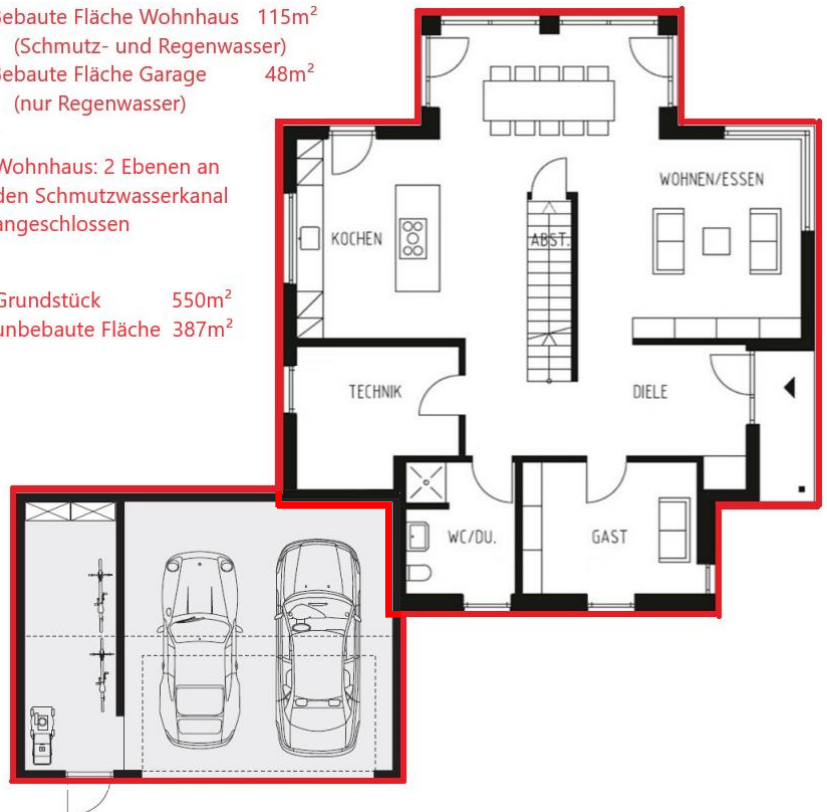 ebaute Fläche Wohnhaus 115m²
(Schmutz- und Regenwasser)
ebaute Fläche Garage 48m²
(nur Regenwasser)
Wohnhaus: 2 Ebenen an
den Schmutzwasserkanal
angeschlossen
Grundstück 550m²
unbebaute Fläche 387m²
WOHNEN/ESSEN
KOCHEN
ABST.
TECHNIK
DIELE
WC/DU.
GAST